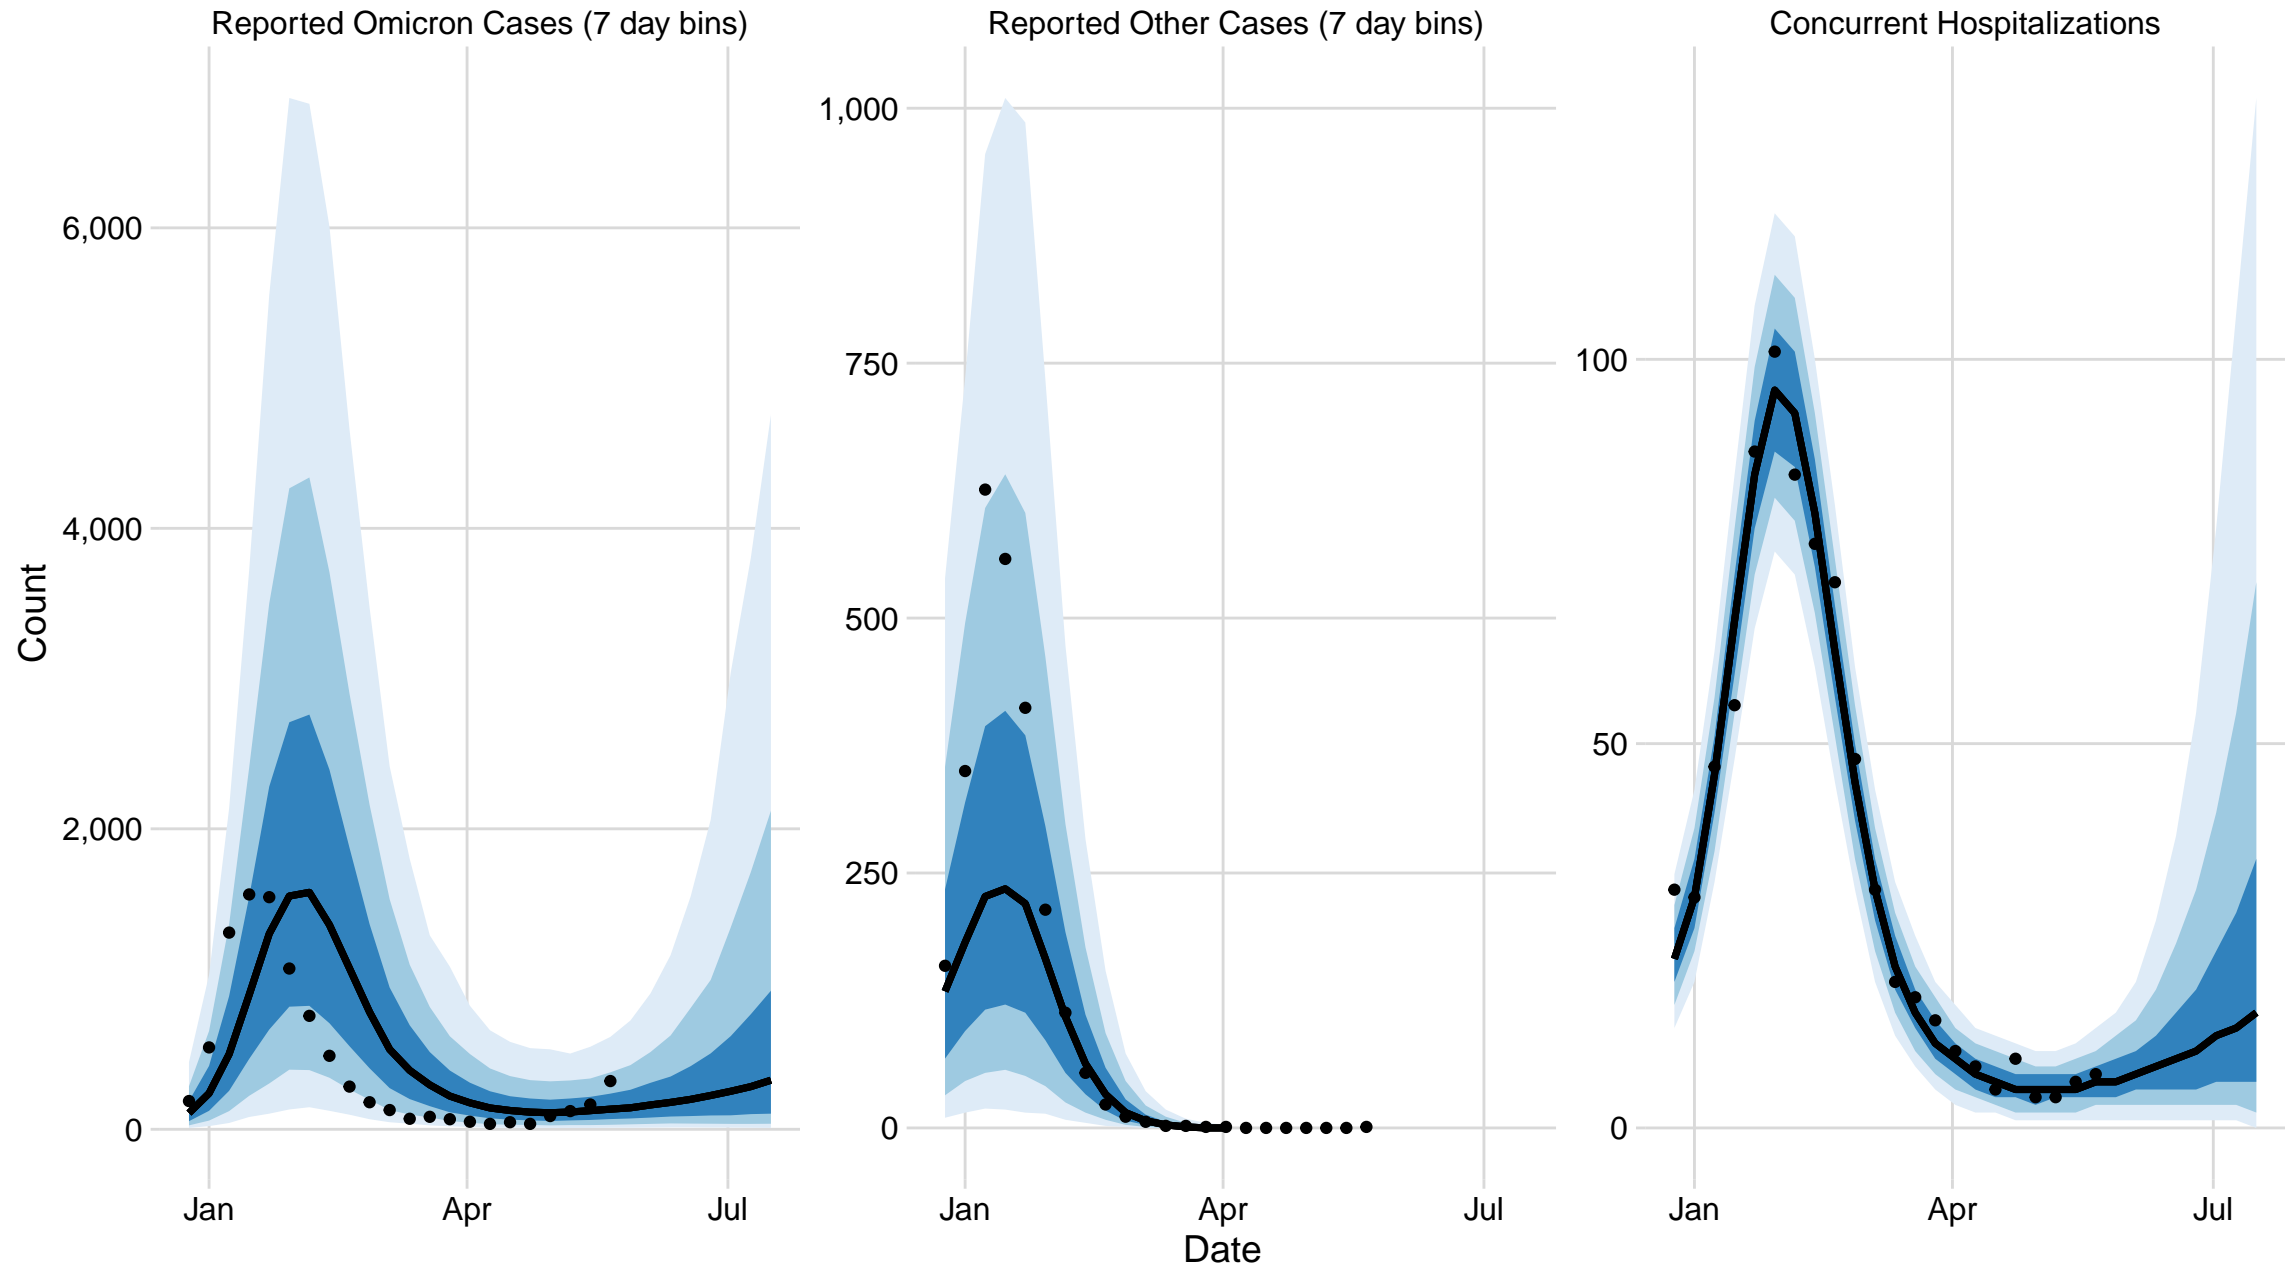 Reported Omicron Cases (7 day bins)
Reported Other Cases (7 day bins)
Concurrent Hospitalizations
Count
6,000
4,000
2,000
0
1,000
750
500
250
0
100
50
0
Jan
Apr
Jul
Jan
Apr
Jul
Jan
Apr
Jul
Date